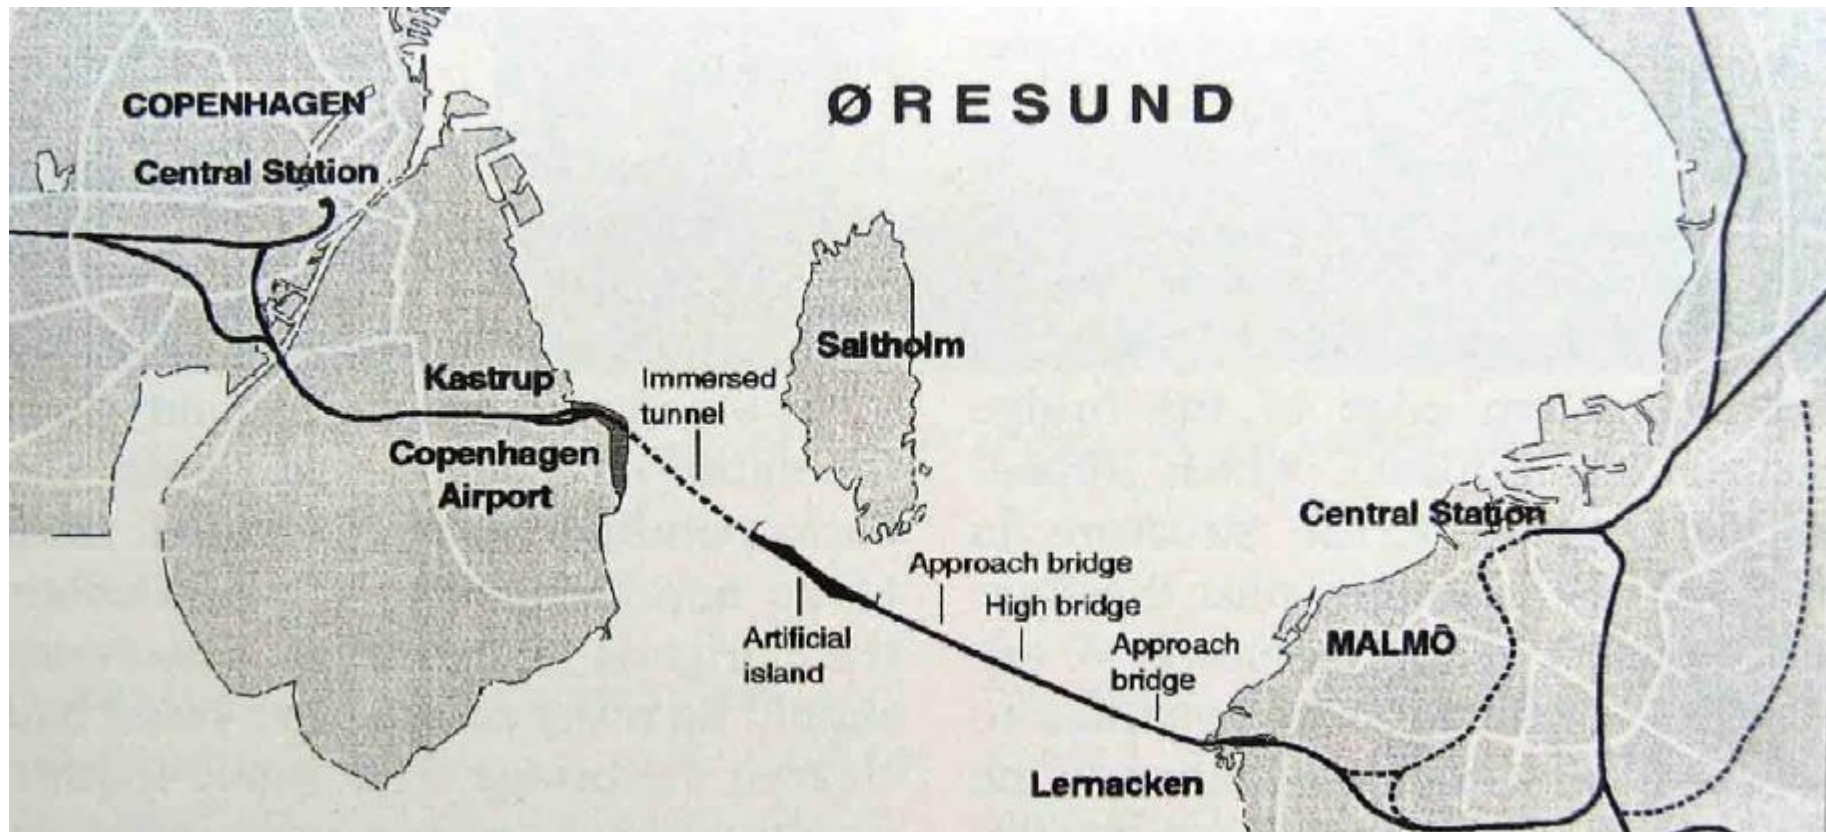 ØRESUND
COPENHAGEN
Central Station
Saltholm
Kastrup
Immersed
tunnel
Copenhagen
Airport
Central Station
Approach bridge
High bridge
Artificial
island
Approach
bridge
MALMÖ
Lernacken